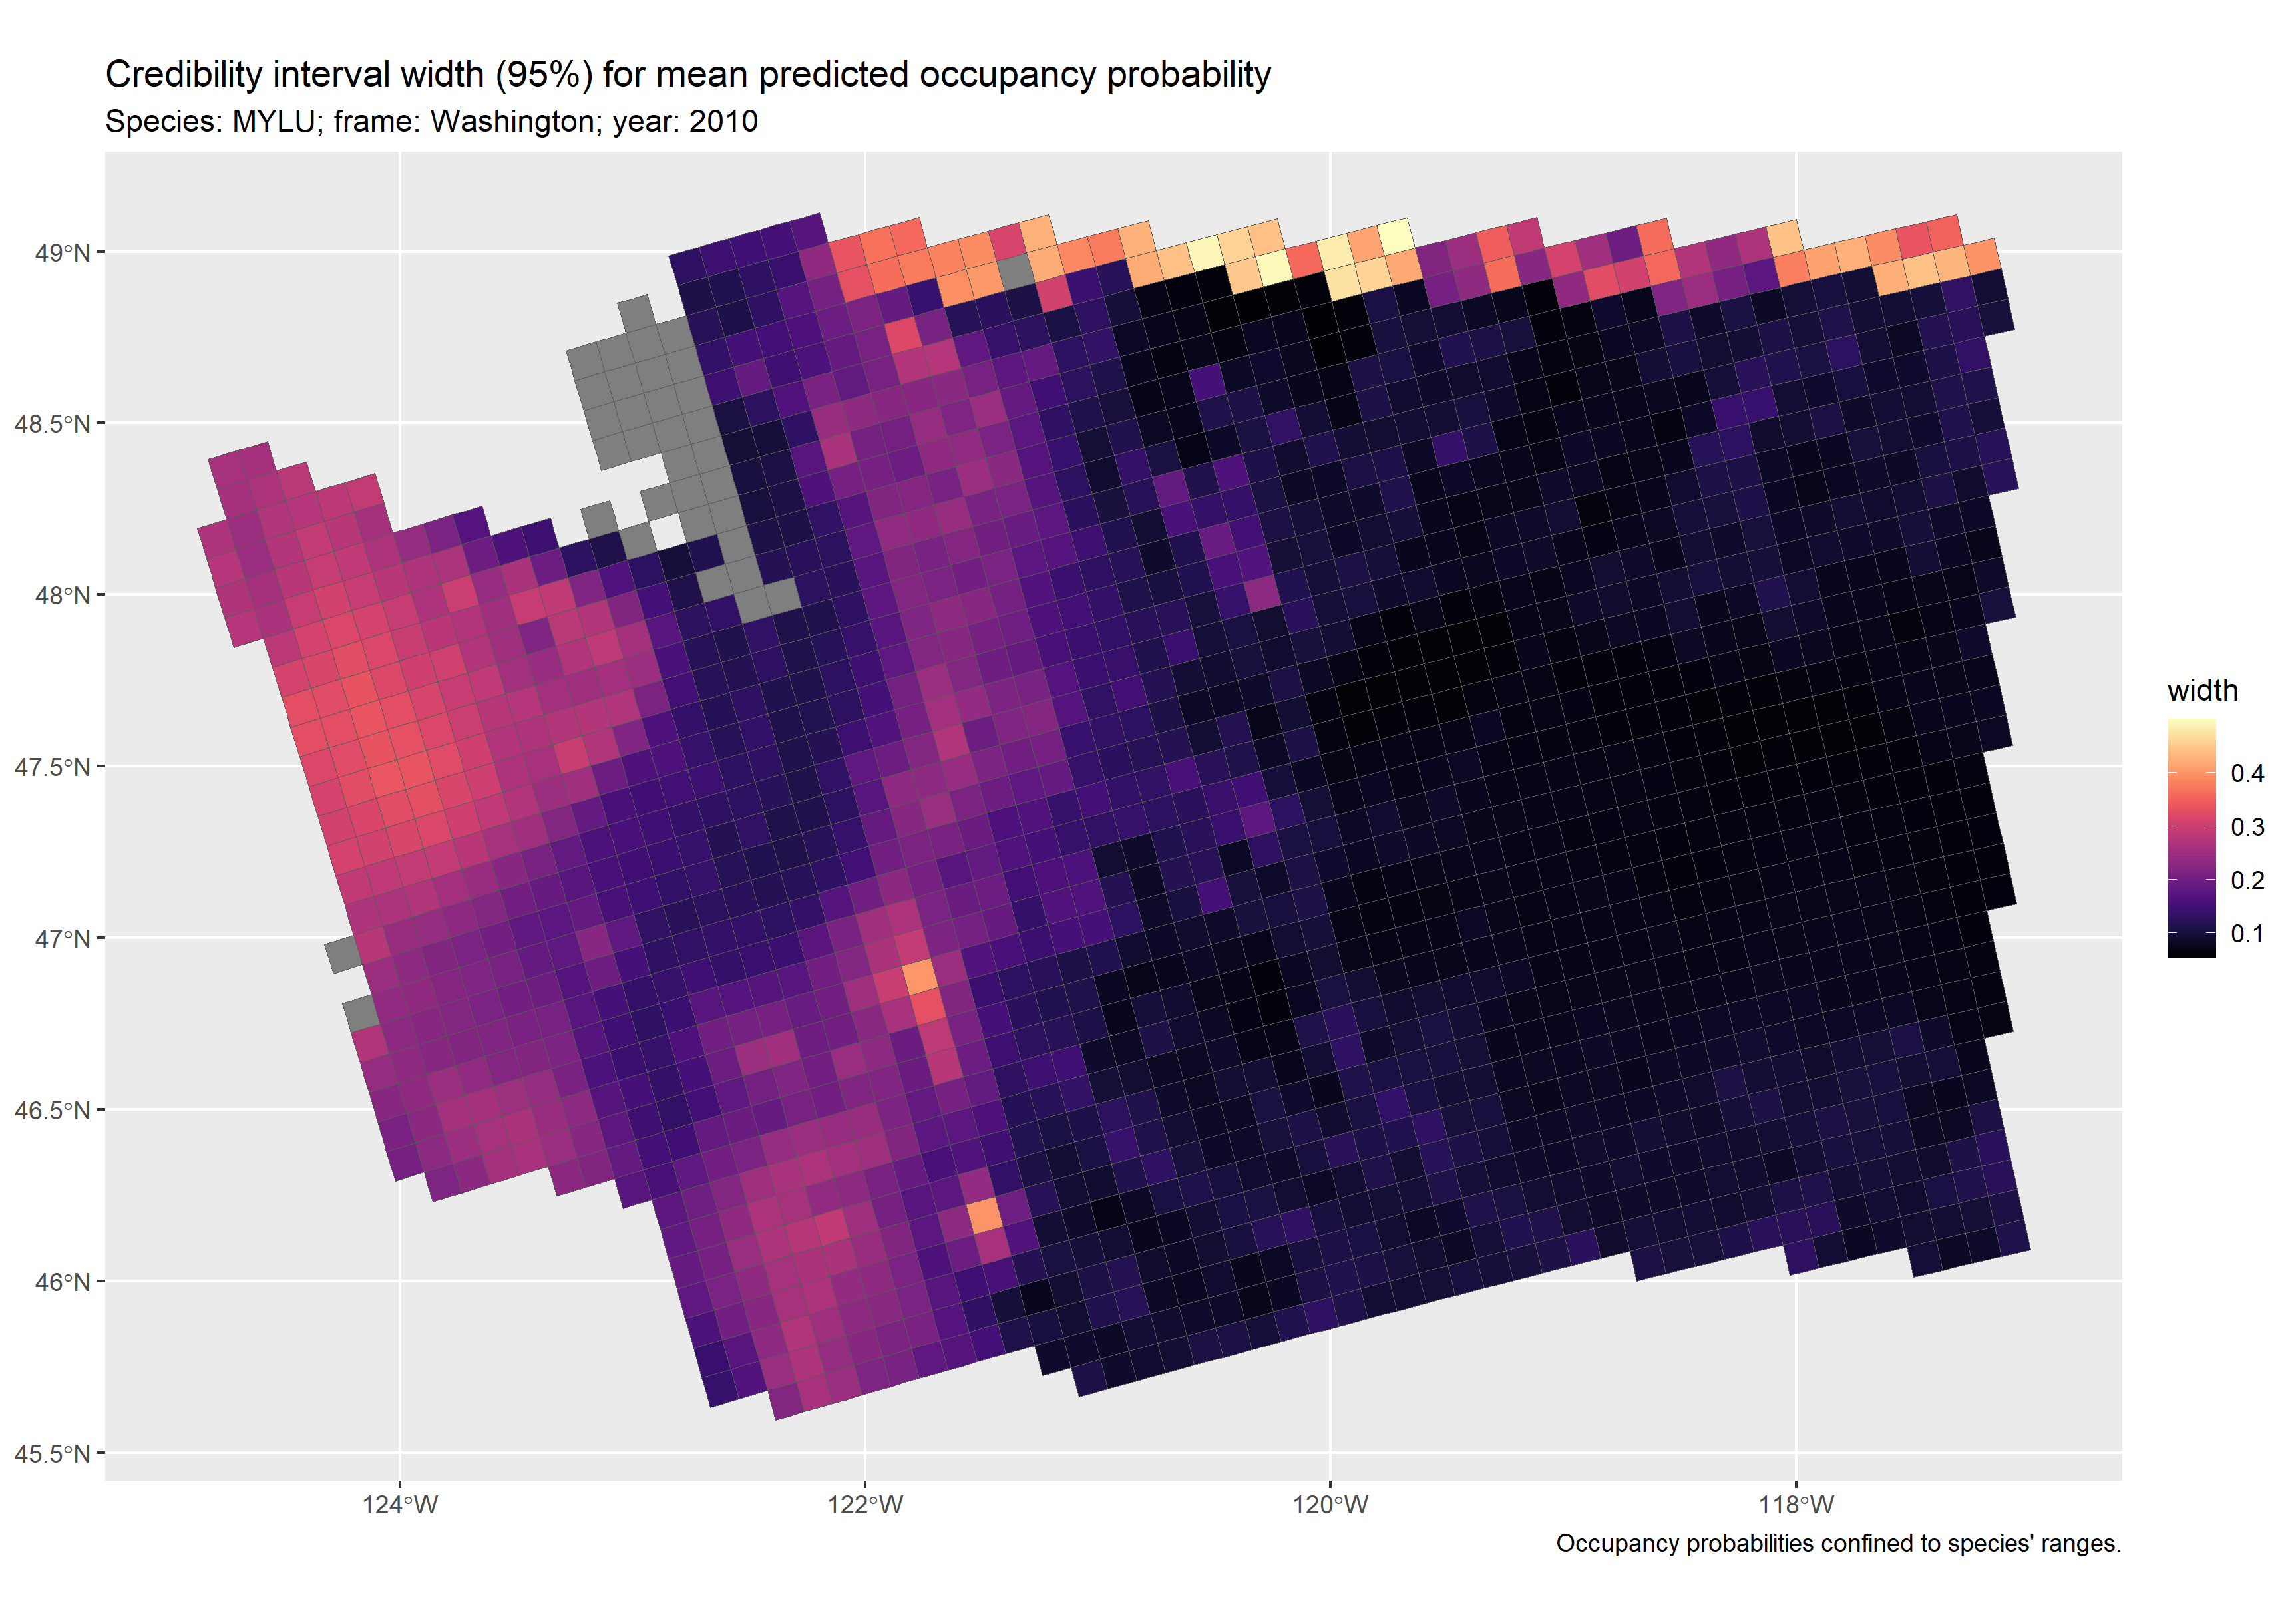 Credibility interval width (95%) for mean predicted occupancy probability
Species: MYLU; frame: Washington; year: 2010
49°N
48.5°N
48°N
47.5°N
47°N
46.5°N
46°N
45.5°N
124°W
122°W
120°W
118°W
width
0.4
0.3
0.2
0.1
Occupancy probabilities confined to species' ranges.